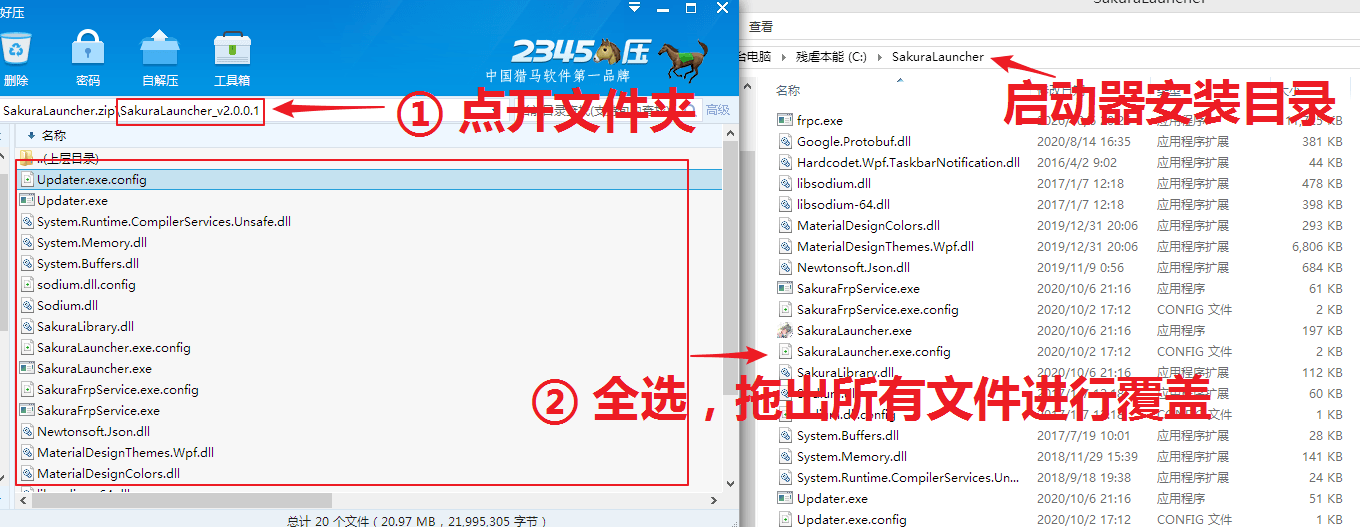 好压
删除
密码
自解压
工具箱
2345好压
中国猎马软件第一品牌
SakuraLauncher.zip\SakuraLauncher_v2.0.0.1
高级
① 点开文件夹
名称
..(上层目录)
Updater.exe.config
Updater.exe
System.Runtime.CompilerServices.Unsafe.dll
System.Memory.dll
System.Buffers.dll
sodium.dll.config
Sodium.dll
SakuraLibrary.dll
SakuraLauncher.exe.config
SakuraLauncher.exe
SakuraFrpService.exe.config
SakuraFrpService.exe
Newtonsoft.Json.dll
MaterialDesignThemes.Wpf.dll
MaterialDesignColors.dll
总计 20 个文件 ( 20.97 MB，21,995,305 字节 )
② 全选，拖出所有文件进行覆盖
SakuraLauncher
查看
电脑 残虐本能 (C:) SakuraLauncher
启动器安装目录
名称
frpc.exe
Google.Protobuf.dll 2020/8/14 16:35 应用程序扩展 381 KB
Hardcodet.Wpf.TaskbarNotification.dll 2016/4/2 9:02 应用程序扩展 44 KB
libsodium.dll 2017/1/7 12:18 应用程序扩展 478 KB
libsodium-64.dll 2017/1/7 12:18 应用程序扩展 398 KB
MaterialDesignColors.dll 2019/12/31 20:06 应用程序扩展 293 KB
MaterialDesignThemes.Wpf.dll 2019/12/31 20:06 应用程序扩展 6,806 KB
Newtonsoft.Json.dll 2019/11/9 0:56 应用程序扩展 684 KB
SakuraFrpService.exe 2020/10/6 21:16 应用程序 61 KB
SakuraFrpService.exe.config 2020/10/2 17:12 CONFIG 文件 2 KB
SakuraLauncher.exe 2020/10/6 21:16 应用程序 197 KB
SakuraLauncher.exe.config 2020/10/2 17:12 CONFIG 文件 2 KB
SakuraLibrary.dll 2020/10/6 21:16 应用程序扩展 112 KB
应用程序扩展 60 KB
CONFIG 文件 1 KB
System.Buffers.dll 2017/7/19 10:01 应用程序扩展 28 KB
System.Memory.dll 2018/11/29 15:39 应用程序扩展 141 KB
System.Runtime.CompilerServices.Un... 2018/9/18 19:38 应用程序扩展 24 KB
Updater.exe 2020/10/6 21:16 应用程序 51 KB
Updater.exe.config 2020/10/2 17:12 CONFIG 文件 1 KB